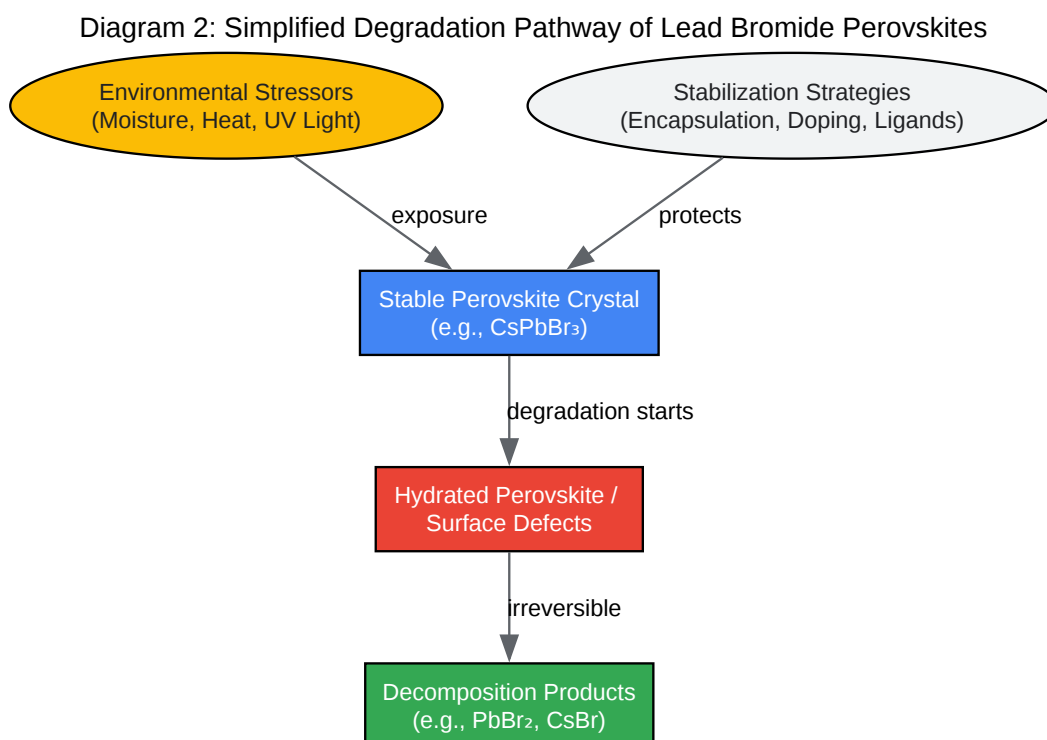 Diagram 2: Simplified Degradation Pathway of Lead Bromide Perovskites
Environmental Stressors
(Moisture, Heat, UV Light)
Stabilization Strategies
(Encapsulation, Doping, Ligands)
exposure
protects
Stable Perovskite Crystal
(e.g., CsPbBr₃)
degradation starts
Hydrated Perovskite /
Surface Defects
irreversible
Decomposition Products
(e.g., PbBr₂, CsBr)